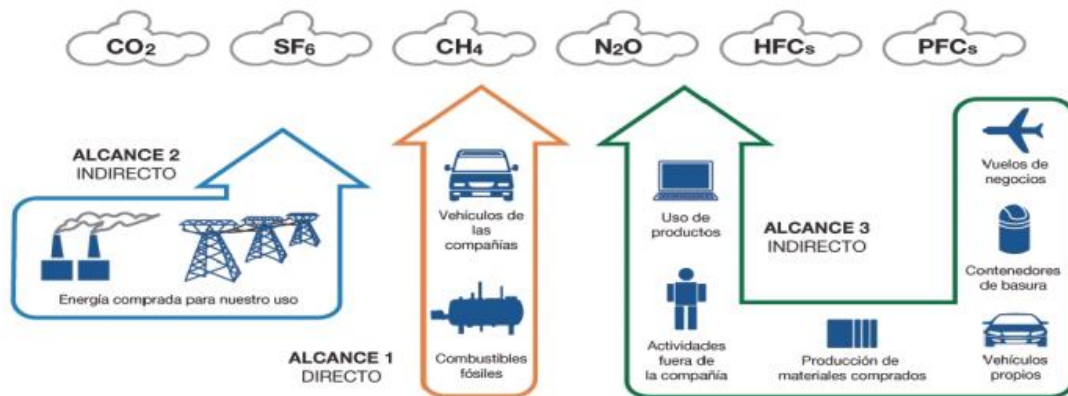 CO2
SF6
CH4
N2O
HFCs
PFCs
ALCANCE 2
INDIRECTO
Energía comprada para nuestro uso
ALCANCE 1
DIRECTO
Vehículos de
las
compañías
Combustibles
fósiles
Uso de
productos
Actividades
fuera de
la compañía
ALCANCE 3
INDIRECTO
Producción de
materiales comprados
Vuelos de
negocios
Contenedores
de basura
Vehículos
propios